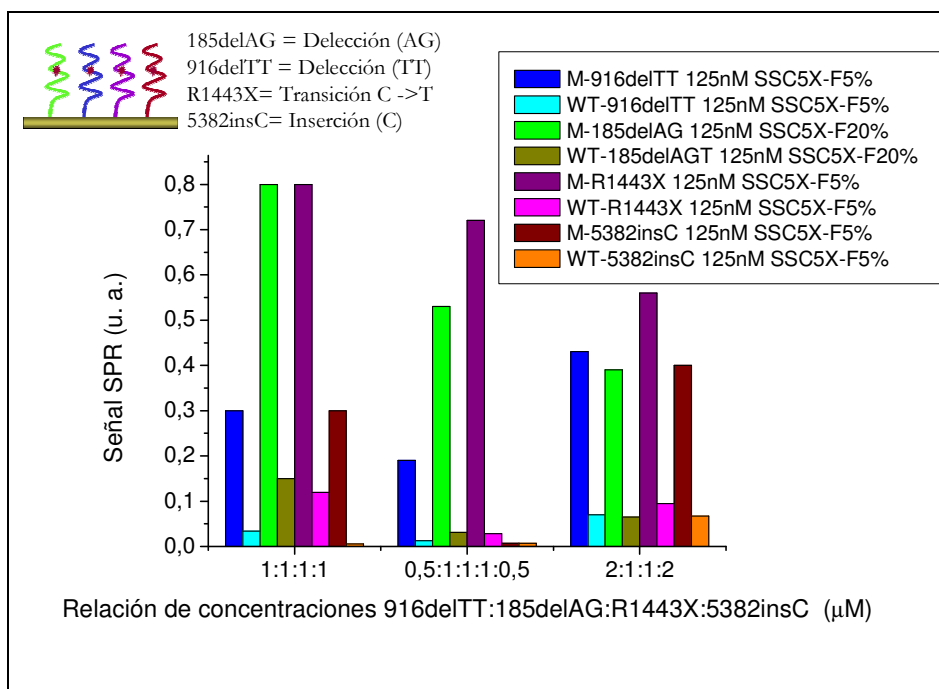 185delAG = Delección (AG)
916delTT = Delección (TT)
R1443X= Transición C ->T
5382insC= Inserción (C)
M-916delTT 125nM SSC5X-F5%
WT-916delTT 125nM SSC5X-F5%
M-185delAG 125nM SSC5X-F20%
WT-185delAGT 125nM SSC5X-F20%
M-R1443X 125nM SSC5X-F5%
WT-R1443X 125nM SSC5X-F5%
M-5382insC 125nM SSC5X-F5%
WT-5382insC 125nM SSC5X-F5%
Señal SPR (u. a.)
0,8
0,7
0,6
0,5
0,3
0,2
0,1
0,0
1:1:1:1
0,5:1:1:1:0,5
2:1:1:2
Relación de concentraciones 916delTT:185delAG:R1443X:5382insC (μM)